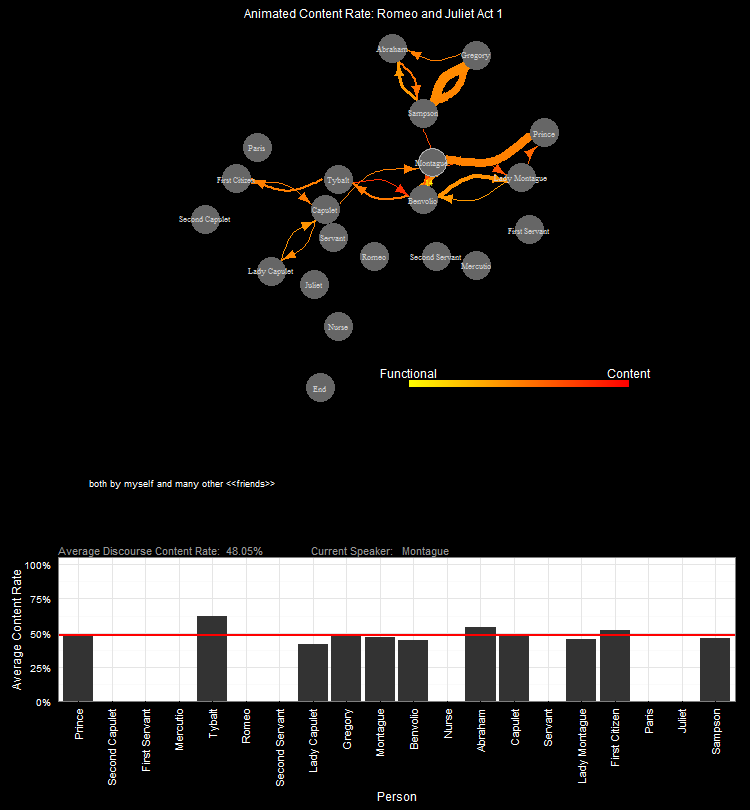 Animated Content Rate: Romeo and Juliet Act 1
Abraham
Gregory
Sampson
Prince
Paris
Montague
First Citizen
Tybalt
Lady Montague
Benvolio
Second Capulet
Capulet
First Servant
Servant
Romeo
Second Servant
Mercutio
Lady Capulet
Juliet
Nurse
End
Functional Content
both by myself and many other <<friends>>
Average Discourse Content Rate: 48.05% Current Speaker: Montague
Average Content Rate
100%
75%
50%
25%
0%
Prince
Second Capulet
First Servant
Mercutio
Tybalt
Romeo
Second Servant
Lady Capulet
Gregory
Montague
Benvolio
Nurse
Abraham
Capulet
Servant
Lady Montague
First Citizen
Paris
Juliet
Sampson
Person